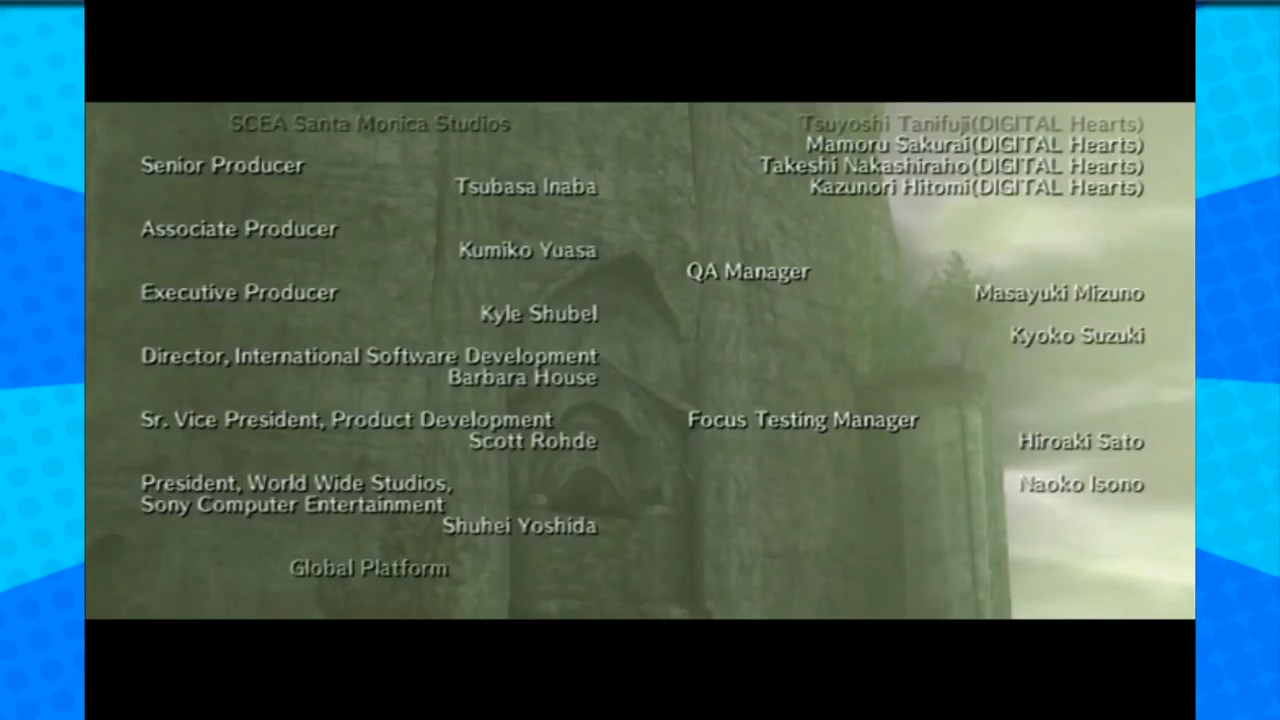 SCEA Santa Monica Studios
Senior Producer
Tsubasa Inaba
Associate Producer
Kumiko Yuasa
Executive Producer
Kyle Shubel
Director, International Software Development
Barbara House
Sr. Vice President, Product Development
Scott Rohde
President, World Wide Studios,
Sony Computer Entertainment
Shuhei Yoshida
Global Platform
Tsuyoshi Tanifuji(DIGITAL Hearts)
Mamoru Sakurai(DIGITAL Hearts)
Takeshi Nakashiraho(DIGITAL Hearts)
Kazunori Hitomi(DIGITAL Hearts)
QA Manager
Masayuki Mizuno
Kyoko Suzuki
Focus Testing Manager
Hiroaki Sato
Naoko Isono